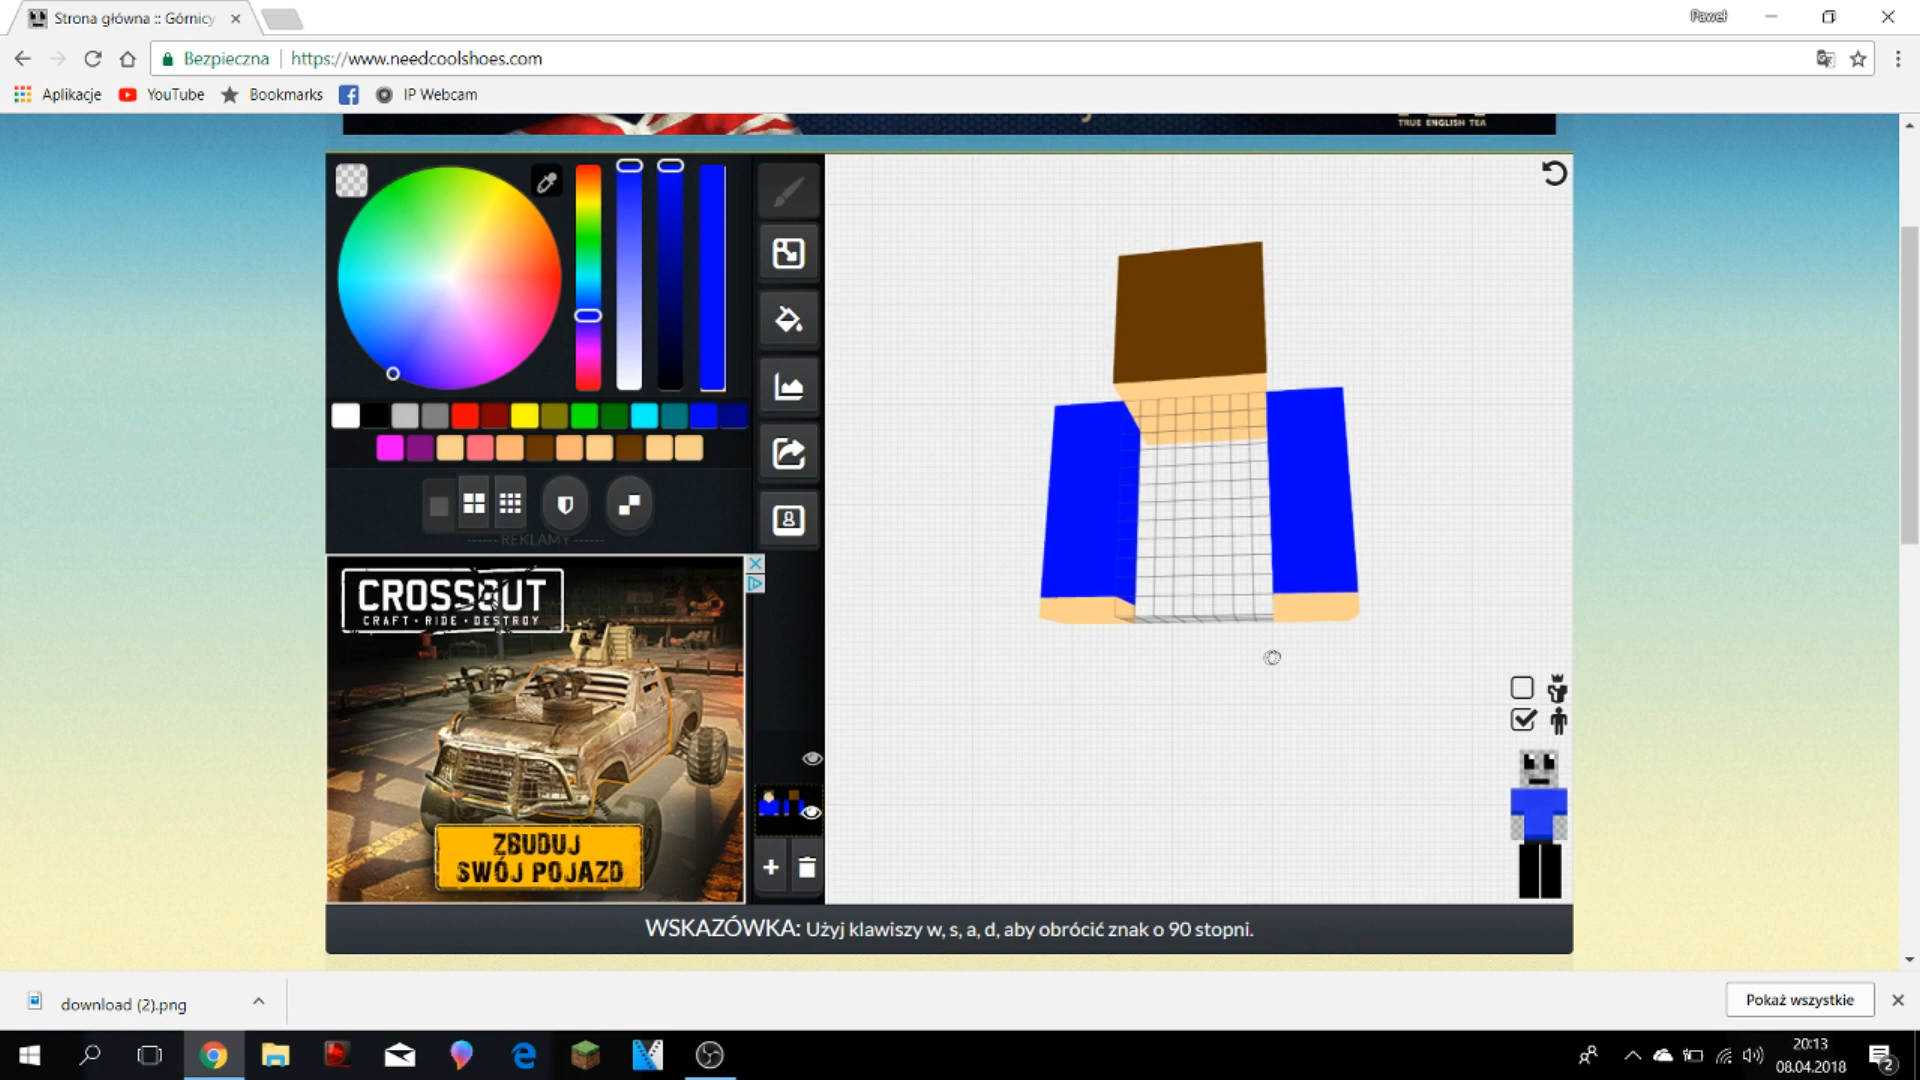 Strona główna :: Górnicy
Paweł
Bezpieczna
https://www.needcoolshoes.com
Aplikacje
YouTube
Bookmarks
IP Webcam
TRUE ENGLISH TEA
------ REKLAMY ------
CROSSOUT
CRAFT • RIDE • DESTROY
ZBUDUJ
SWÓJ POJAZD
WSKAZÓWKA: Użyj klawiszy w, s, a, d, aby obrócić znak o 90 stopni.
download (2).png
Pokaż wszystkie
20:13
08.04.2018
2